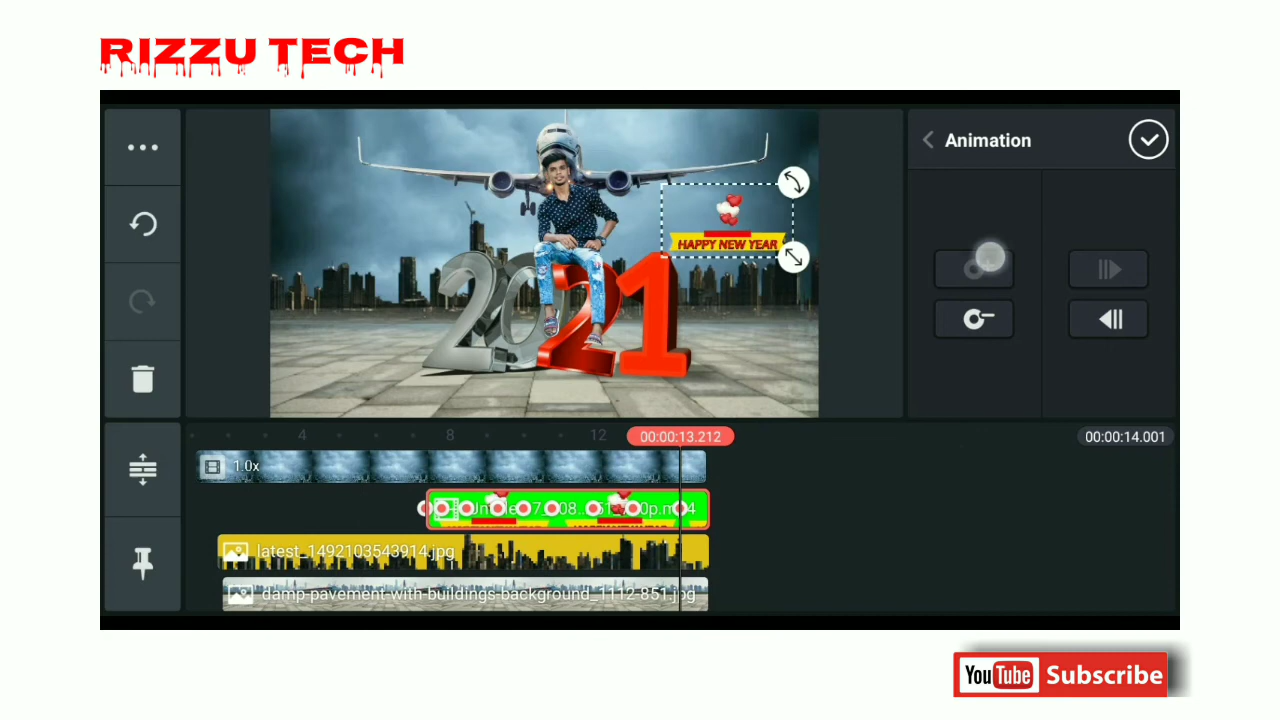 RIZZU TECH
Animation
HAPPY NEW YEAR
2021
4
8
12
00:00:13.212
00:00:14.001
1.0x
latest_1492103543914.jpg
damp-pavement-with-buildings-background_1112-851.jpg
YouTube Subscribe